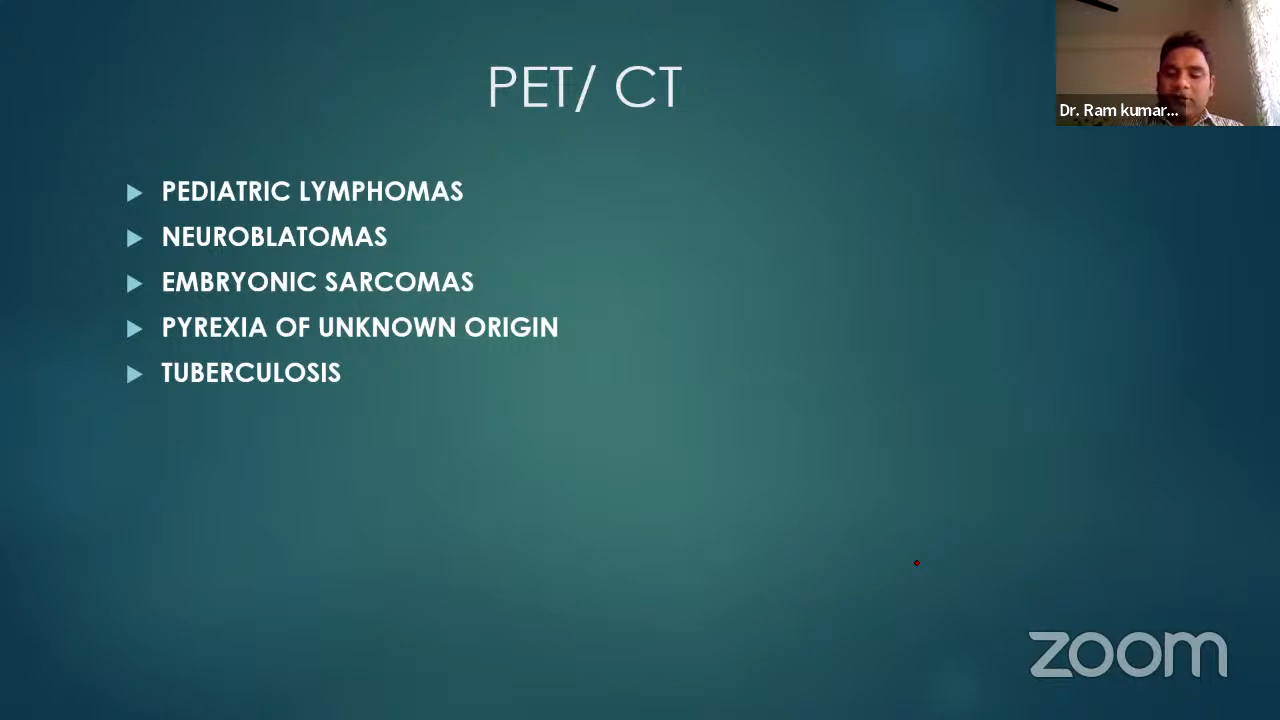 PET/ CT
Dr. Ram kumar...
PEDIATRIC LYMPHOMAS
NEUROBLATOMAS
EMBRYONIC SARCOMAS
PYREXIA OF UNKNOWN ORIGIN
TUBERCULOSIS
zoom